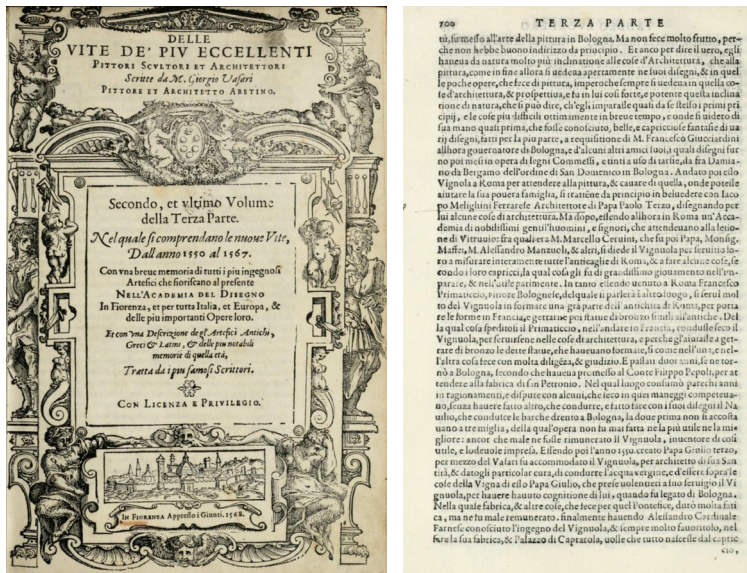 DELLE
VITE DE' PIV ECCELLENTI
PITTORI SCVLTORI ET ARCHITETTORI
Scritte da M. Giorgio Vasari
PITTORE ET ARCHITETTO ARETINO.
Secondo, et vltimo Volume
della Terza Parte.
Nel quale si comprendano le nuoue Vite,
Dall'anno 1550 al 1567.
Con vna breue memoria di tutti i piu ingegnosi
Artefici che fioriscano al presente
NELL'ACADEMIA DEL DISEGNO
In Fiorenza, et per tutta Italia, et Europa, &
delle piu importanti Opere loro.
Et con vna Descrizione degl'Artefici Antichi,
Greci & Latini, & delle piu notabili
memorie di quella età,
Tratta da i piu famosi Scrittori.
CON LICENZA E PRIVILEGIO.
IN FIORENZA Appresso i Giunti. 1568.
700 TERZA PARTE
tù, fu messo all'arte della pittura in Bologna. Ma non fece molto frutto, per-
che non hebbe buono indirizo da principio. Et anco per dire il uero, egli
haueua da natura molto più inclinatione alle cose d'Architettura, che alla
pittura, come in fine allora si uedeua apertamente ne suoi disegni, & in quel
le poche opere, che fece di pittura, imperoche sempre si uedeua in quelle co-
se d'architettura, & prospettiua, e fu in lui cosi forte, e potente questa inclina
tione di natura, che si può dire, ch'egli imparasse quasi da se stesso i primi pri
cipij, e le cose piu difficili ottimamente in breue tempo, e onde si uidero di
sua mano quasi prima, che fosse conosciuto, belle, e capricciose fantasie di ua
rij disegni, fatti per la piu parte, a requisitione di M. Francesco Guicciardini
allhora gouernatore di Bologna, e d'alcuni altri amici suoi, i quali disegni fur
no poi messi in opera di legni Commessi, e tinti a uso di tarsie, da fra Damia-
no da Bergamo dell'ordine di San Domenico in Bologna. Andato poi esso
Vignola a Roma per attendere alla pittura, & cauare di quella, onde potesse
aiutare la sua pouera famiglia, si trattēne da principio in beluedere con Iaco
po Melighini Ferrarese Architettore di Papa Paolo Terzo, disegnando per
lui alcune cose di architettura. Ma dopo, essendo allhora in Roma un'Acca-
demia di nobilissimi gentil'huomini, e signori, che attendeuano alla letio-
ne di Vitruuio: fra quali era M. Marcello Ceruini, che fu poi Papa, Monsig.
Maffei, M. Alessandro Manzuoli, & altri, si diede il Vignuola per seruitio lo-
ro a misurare interamente tutte l'anticaglie di Roma, & a fare alcune cose, se
condo i loro capricci, la qual cosa gli fu di grandissimo giouamento nell'im-
parare, & nell'utile parimente. In tanto essendo uenuto a Roma Francesco
Primaticcio, pittore Bolognese, del quale si parlerà ī altro luogo, si seruì mol
to del Vignuola in formare una grā parte dell'antichità di Roma, per porta
re le forme in Francia, e gettarne poi statue di bronzo simili all'antiche. Del
la qual cosa speditosi il Primaticcio, nell'andare in Francia, condusse seco il
Vignuola, per seruirsene nelle cose di architettura, e perche gl'aiutasse a get-
tare di bronzo le dette statue, che haueuano formate, si come nell'una, e nel-
l'altra cosa fece con molta diligēza, & giudizio. E passati duoi anni, se ne tor-
nò a Bologna, secondo che haueua promesso al Conte Filippo Pepoli, per at
tendere alla fabrica di san Petronio. Nel qual luogo consumò parecchi anni
in ragionamenti, e dispute con alcuni, che seco in quei maneggi competeua-
no, senza hauere fatto altro, che condurre, e fatto fare con i suoi disegni il Na
uilio, che condutte le barche drento a Bologna, la doue prima non si accosta
uano a tre miglia, della qual'opera non fu mai fatta ne la più utile ne la mi-
gliore: ancor che male ne fosse rimunerato il Vignuola, inuentore di così
utile, e lodeuole impresa. Essendo poi l'anno 1550. creato Papa Giulio terzo,
per mezo del Vasari fu accommodato il Vignuola, per architetto di sua San
tità, & datogli particolar cura, di condurre l'acqua vergine, e d'essere sopra le
cose della Vigna di esso Papa Giulio, che prese uolentieri a suo seruigio il Vi
gnuola, per hauere hauuto cognitione di lui, quando fu legato di Bologna.
Nella quale fabrica, & altre cose, che fece per quel Pontefice, durò molta fati
ca, ma ne fu male remunerato. finalmente hauendo Alessandro Cardinale
Farnese conosciuto l'ingegno del Vignuola, & sempre molto fauoritolo, nel
fare la sua fabrica, & Palazzo di Caprarola, uolse che tutto nascesse dal capric
cio,